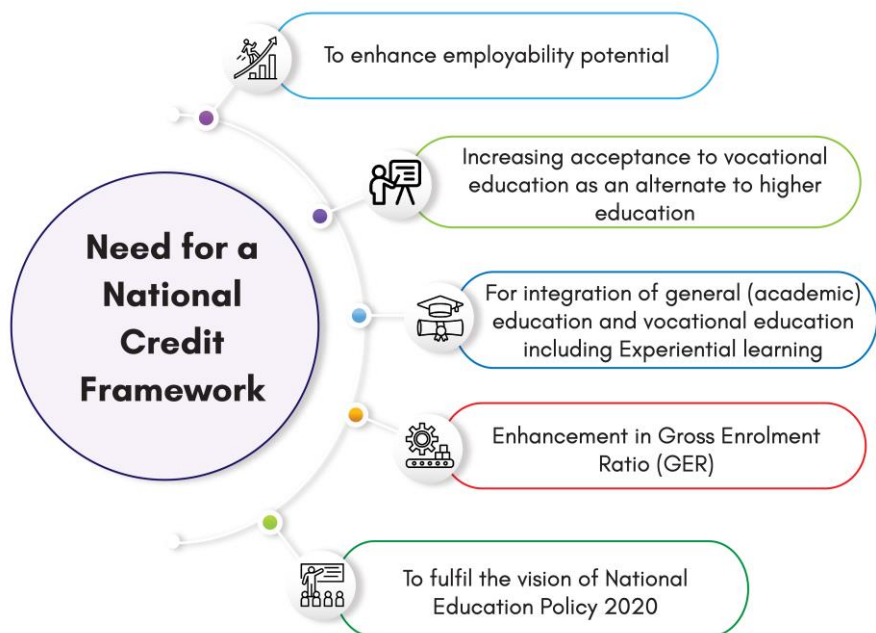 To enhance employability potential
Increasing acceptance to vocational
education as an alternate to higher
education
Need for a
National
Credit
Framework
For integration of general (academic)
education and vocational education
including Experiential learning
Enhancement in Gross Enrolment
Ratio (GER)
To fulfil the vision of National
Education Policy 2020